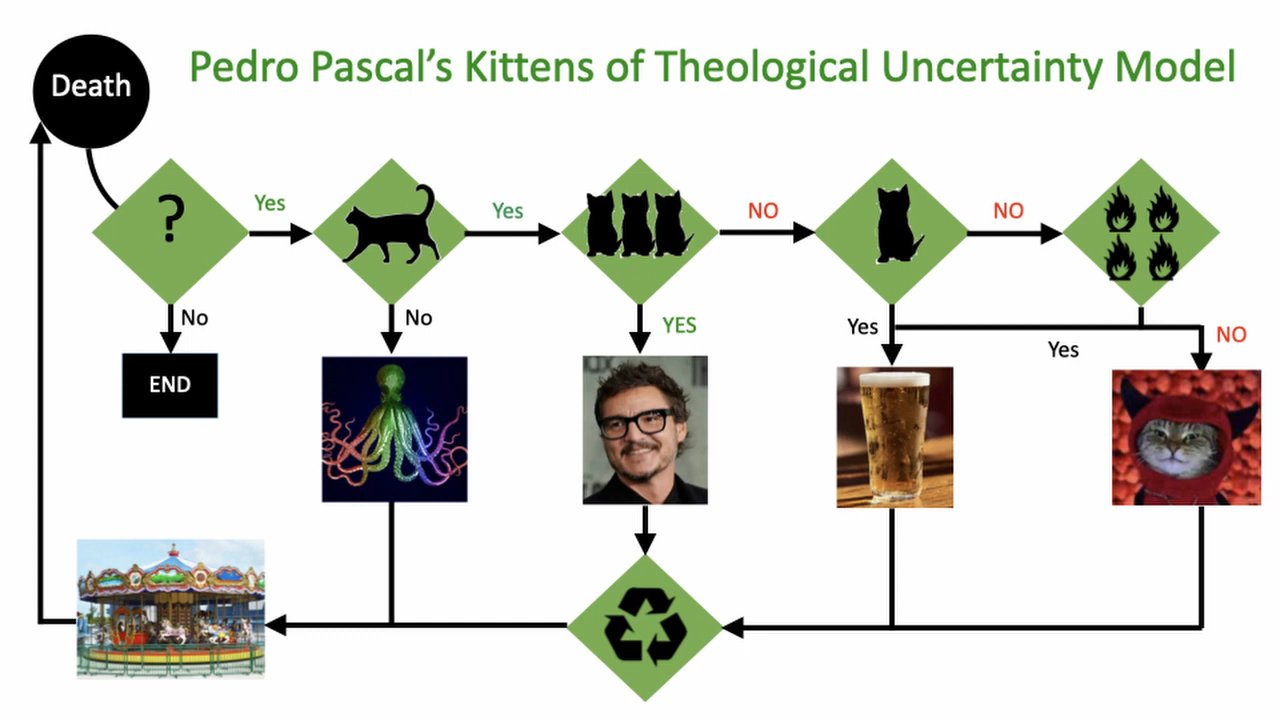 Death
Pedro Pascal’s Kittens of Theological Uncertainty Model
?
Yes
Yes
NO
NO
No
No
YES
Yes
Yes
NO
END